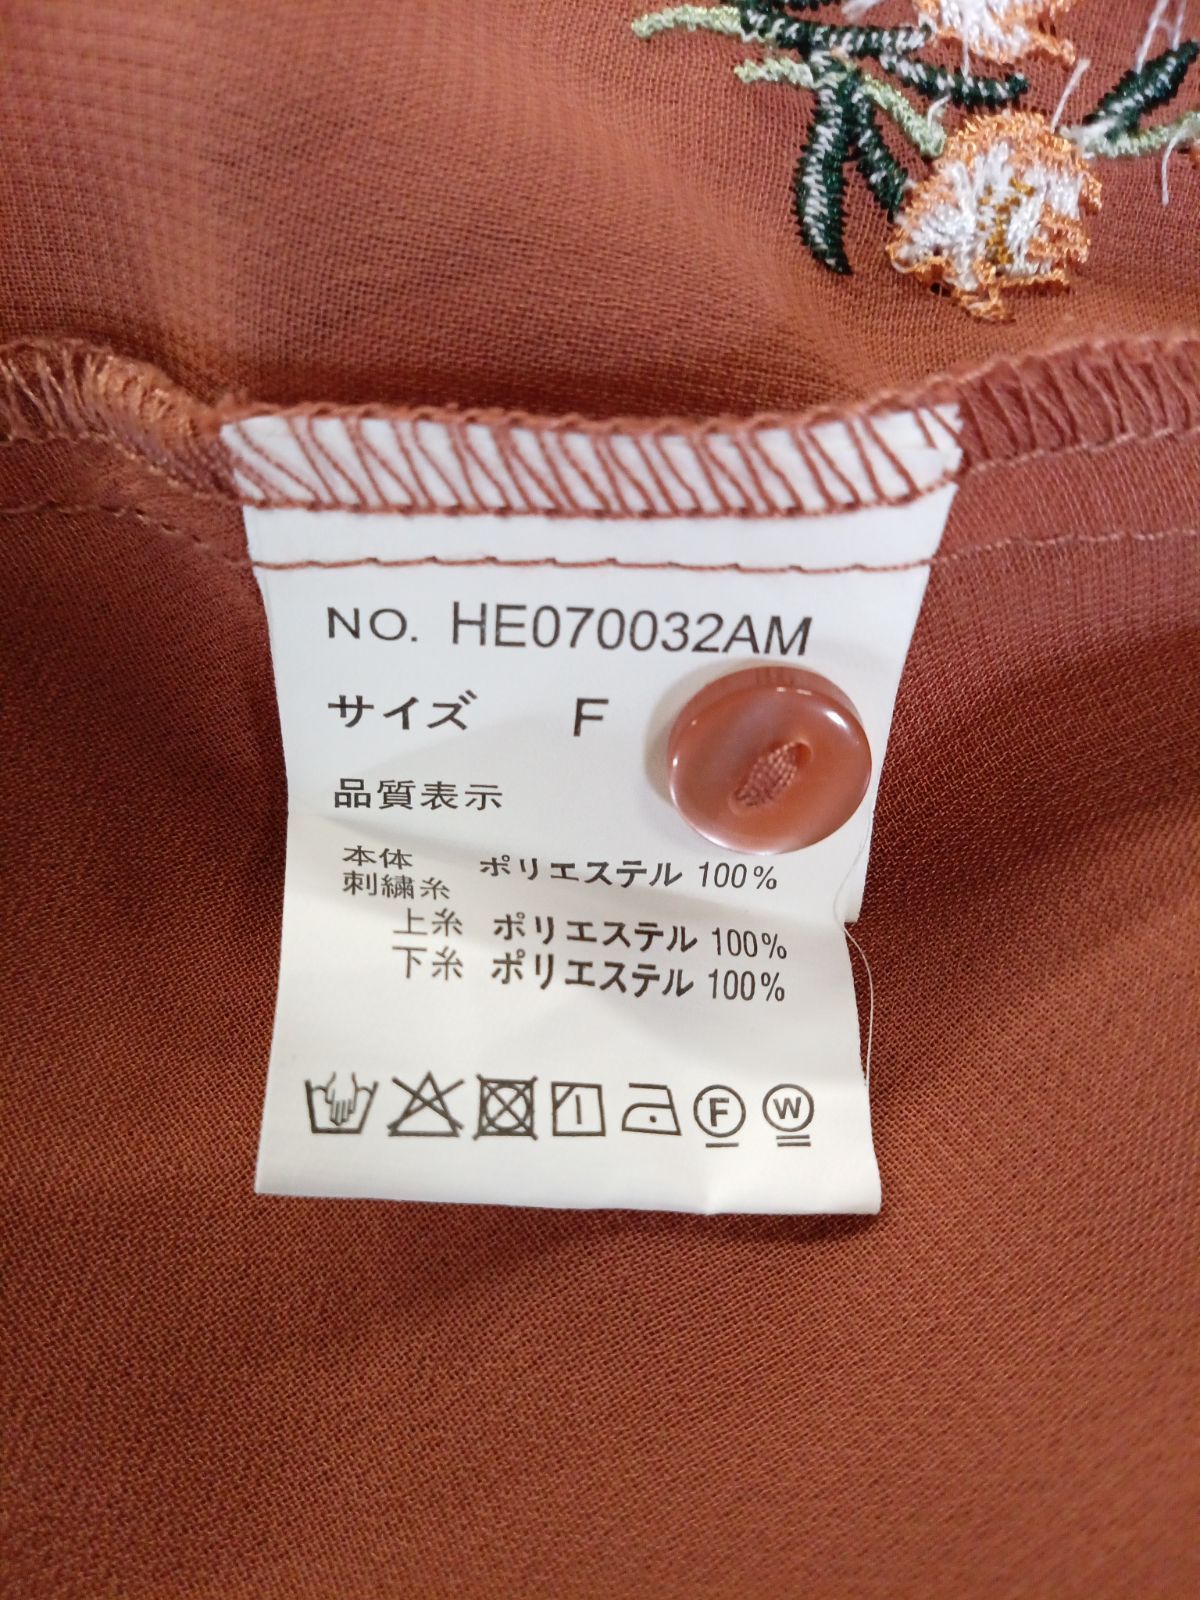 NO. HE070032AM
サイズ F
品質表示
本体 ポリエステル 100%
刺繍糸
上糸 ポリエステル 100%
下糸 ポリエステル 100%
F W